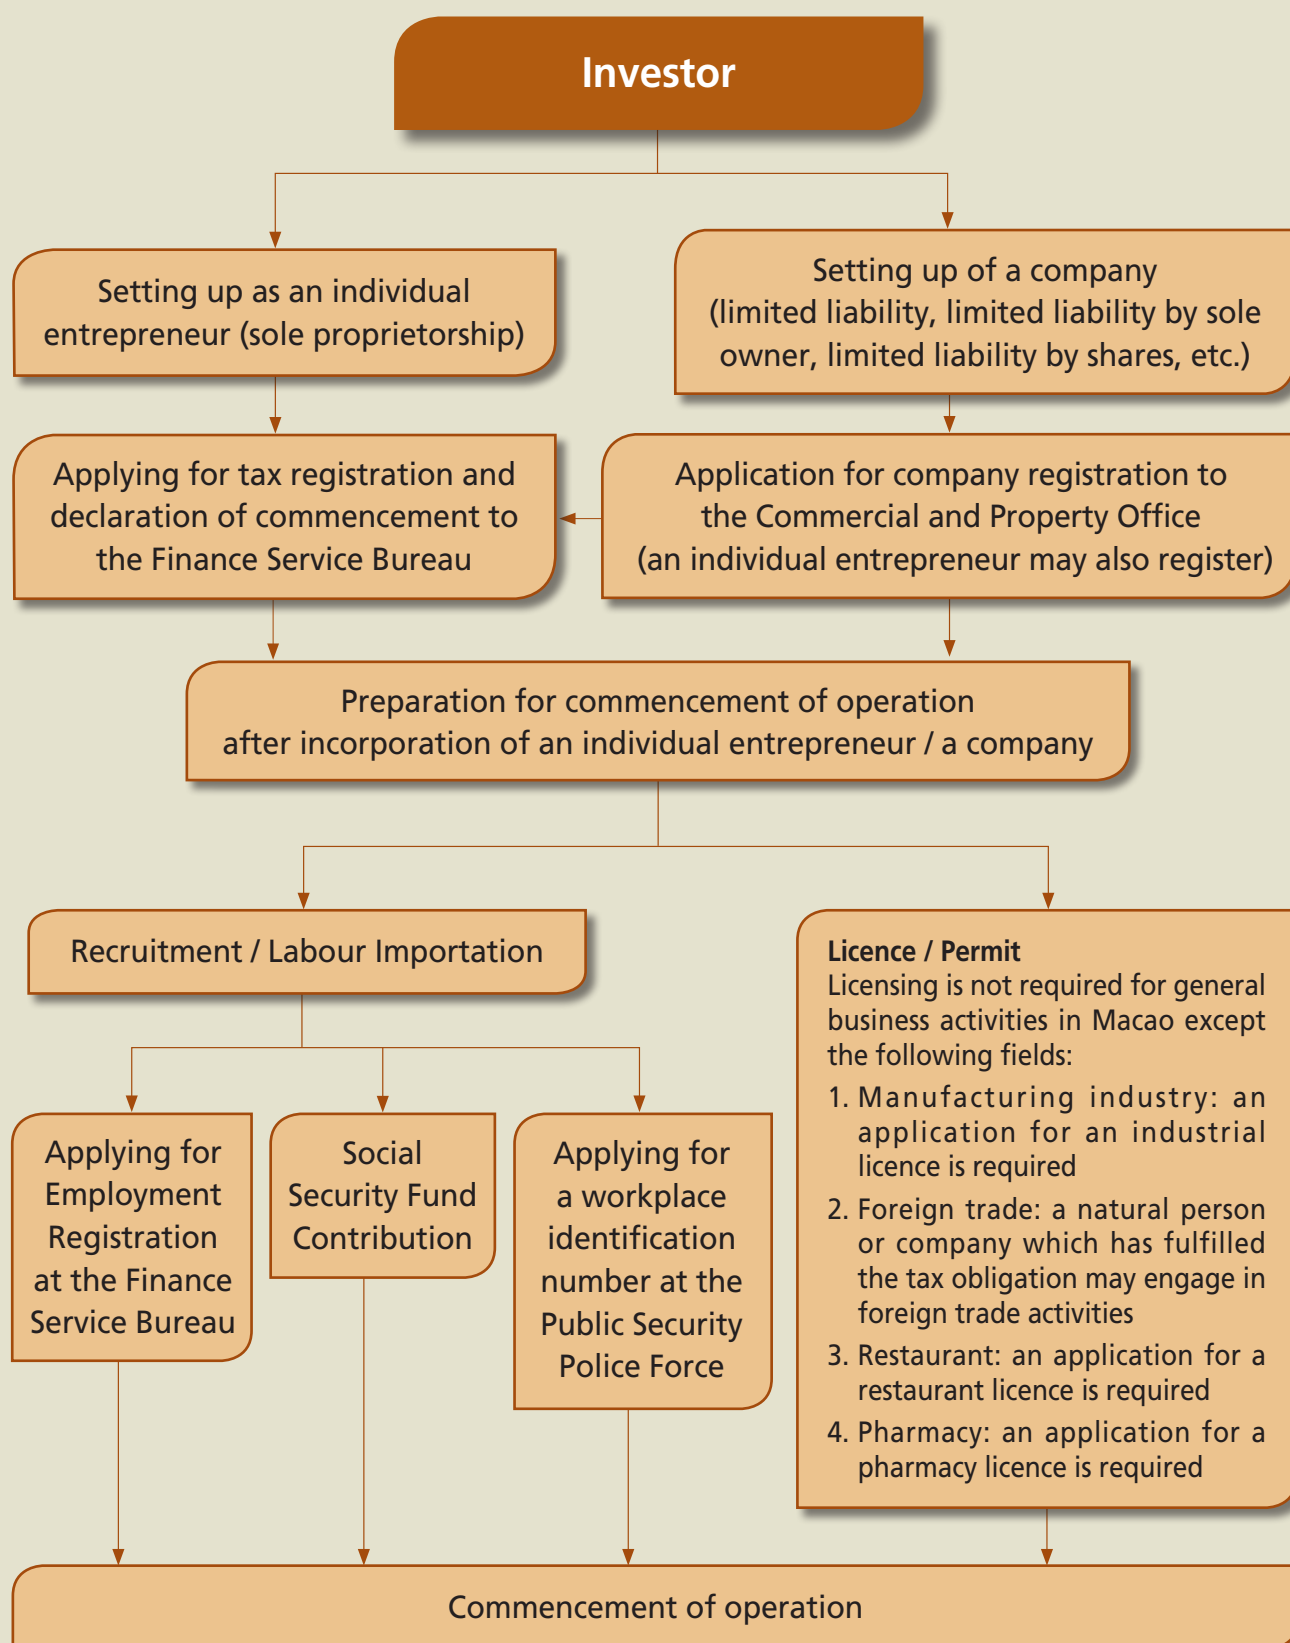 Investor
Setting up as an individual
entrepreneur (sole proprietorship)
Setting up of a company
(limited liability, limited liability by sole
owner, limited liability by shares, etc.)
Applying for tax registration and
declaration of commencement to
the Finance Service Bureau
Application for company registration to
the Commercial and Property Office
(an individual entrepreneur may also register)
Preparation for commencement of operation
after incorporation of an individual entrepreneur / a company
Recruitment / Labour Importation
Applying for
Employment
Registration
at the Finance
Service Bureau
Social
Security Fund
Contribution
Applying for
a workplace
identification
number at the
Public Security
Police Force
Licence / Permit
Licensing is not required for general
business activities in Macao except
the following fields:
1. Manufacturing industry: an
application for an industrial
licence is required
2. Foreign trade: a natural person
or company which has fulfilled
the tax obligation may engage in
foreign trade activities
3. Restaurant: an application for a
restaurant licence is required
4. Pharmacy: an application for a
pharmacy licence is required
Commencement of operation